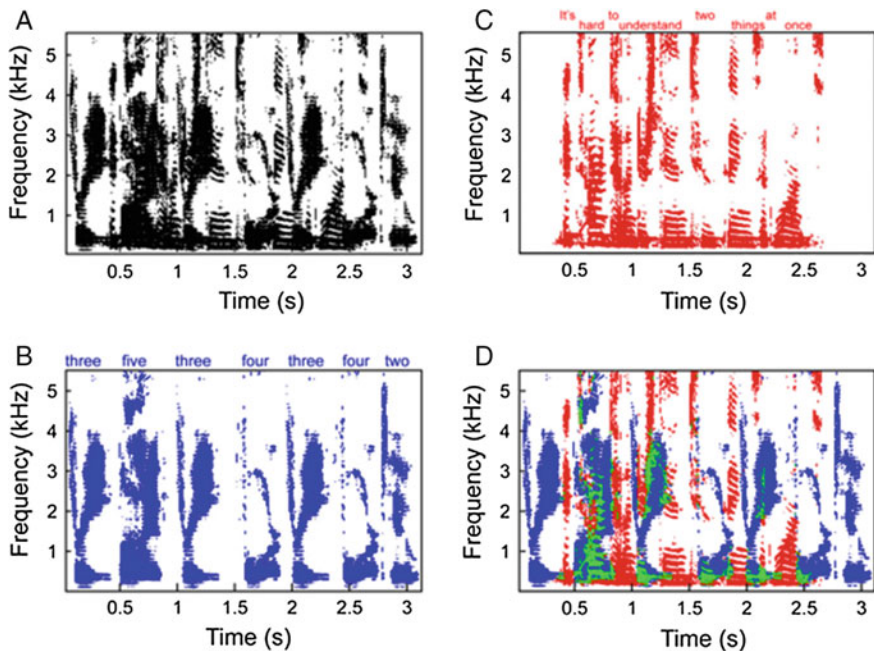 A
Frequency (kHz)
5
4
3
2
1
0.5 1 1.5 2 2.5 3
Time (s)
C
It's to two at
hard understand things once
Frequency (kHz)
5
4
3
2
1
0.5 1 1.5 2 2.5 3
Time (s)
B
three five three four three four two
Frequency (kHz)
5
4
3
2
1
0.5 1 1.5 2 2.5 3
Time (s)
D
Frequency (kHz)
5
4
3
2
1
0.5 1 1.5 2 2.5 3
Time (s)